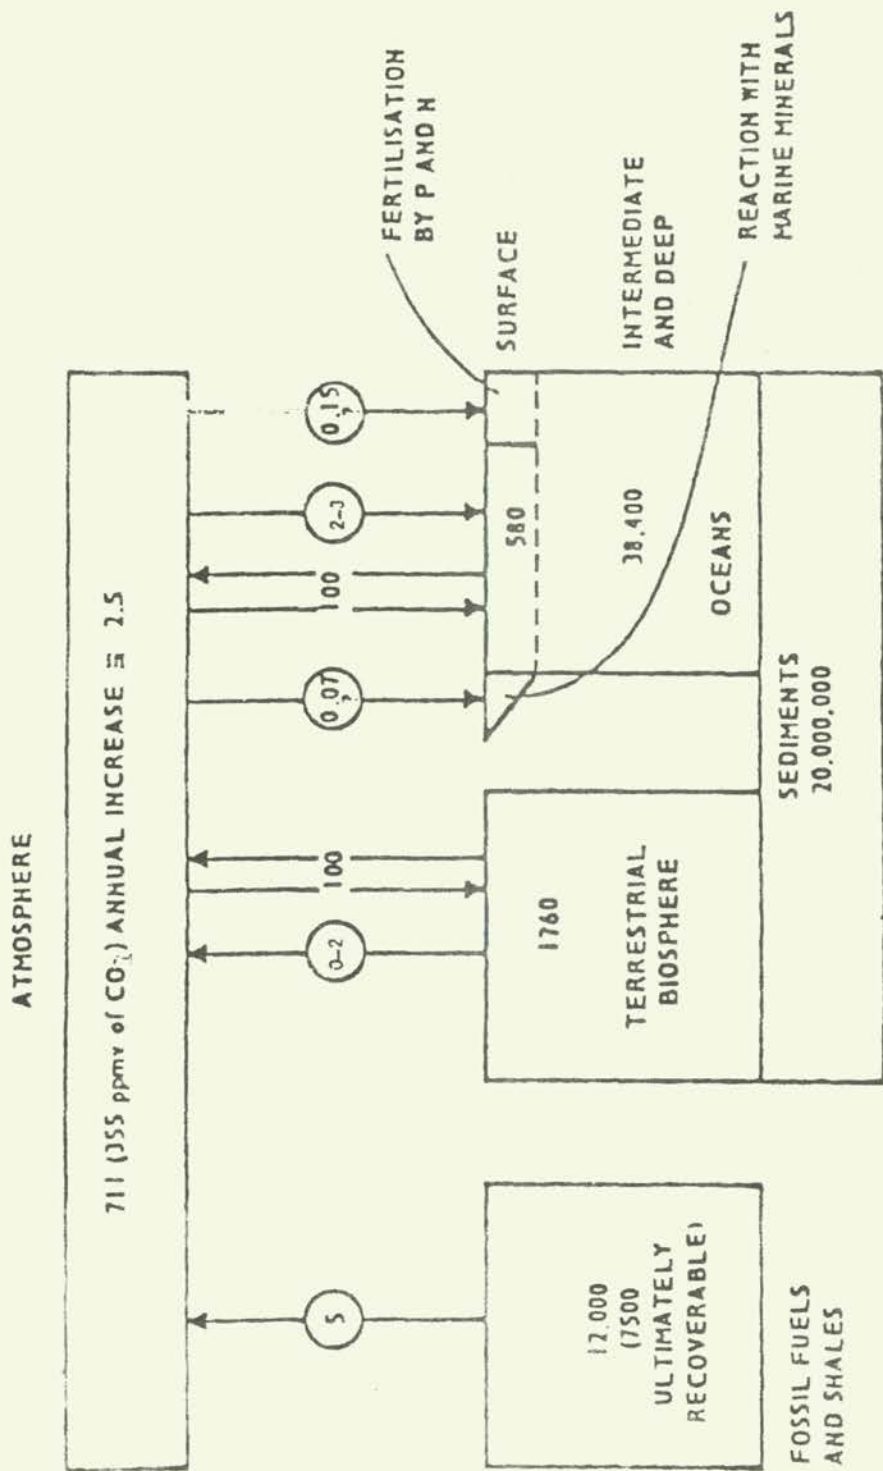 ATMOSPHERE
711 (355 ppmv of CO2) ANNUAL INCREASE ≅ 2.5
5
0-2
100
0,07
100
2-3
0,15
FERTILISATION
BY P AND N
SURFACE
INTERMEDIATE
AND DEEP
REACTION WITH
MARINE MINERALS
12.000
(7500
ULTIMATELY
RECOVERABLE)
FOSSIL FUELS
AND SHALES
1760
TERRESTRIAL
BIOSPHERE
580
38,400
OCEANS
SEDIMENTS
20,000,000